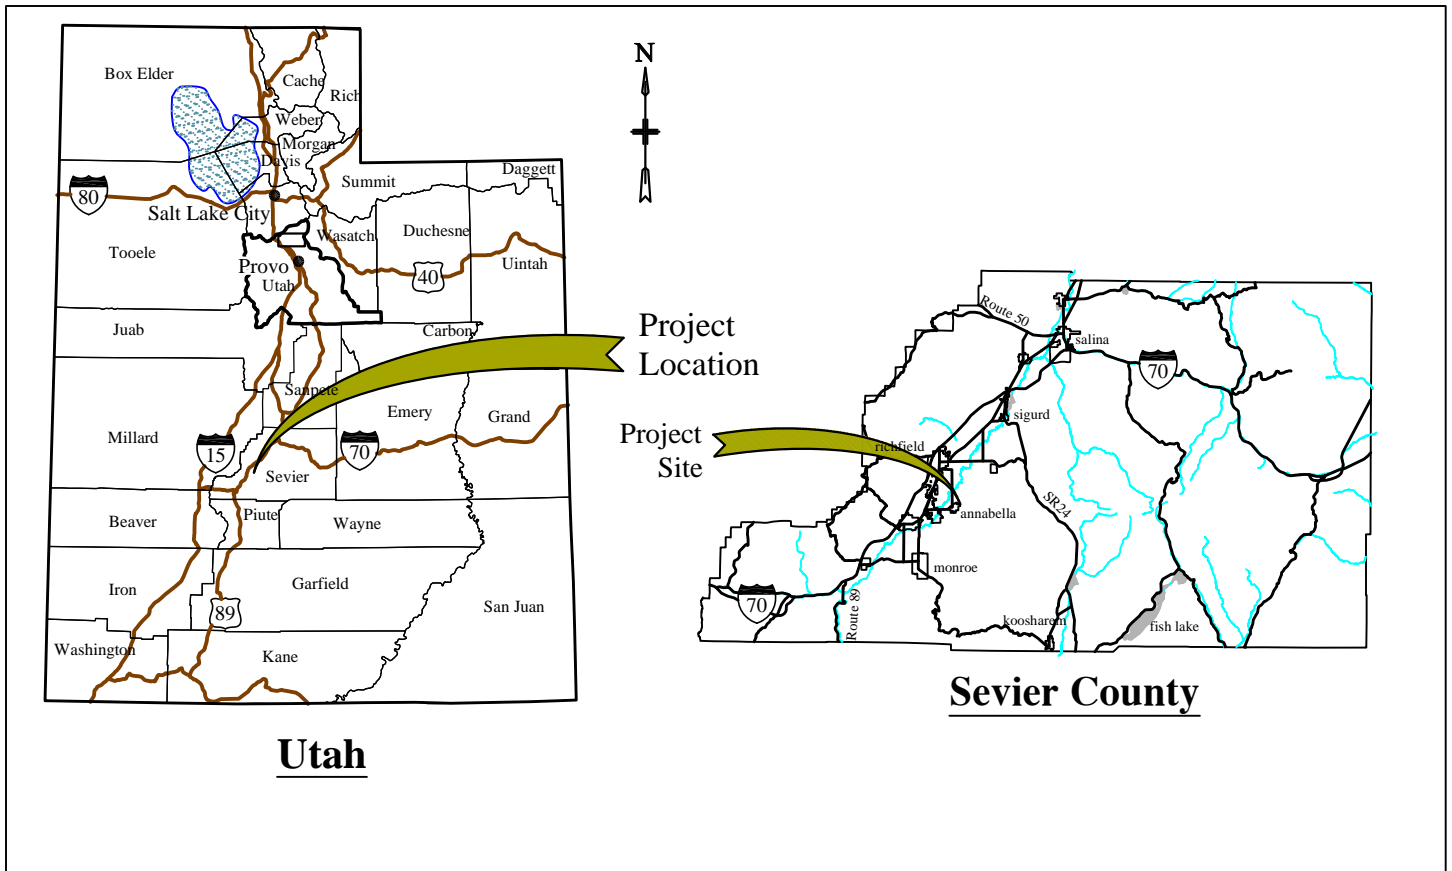 Box Elder
Cache
Rich
Weber
Morgan
Davis
Summit
Daggett
80
Salt Lake City
Tooele
Wasatch
Duchesne
Uintah
Provo
Utah
40
Juab
Carbon
Sanpete
Emery
Grand
Millard
15
70
Sevier
Beaver
Piute
Wayne
Iron
Garfield
89
San Juan
Washington
Kane
Utah
N
Project
Location
Project
Site
Route 50
salina
70
sigurd
richfield
SR24
annabella
monroe
70
Route 89
koosharem
fish lake
Sevier County